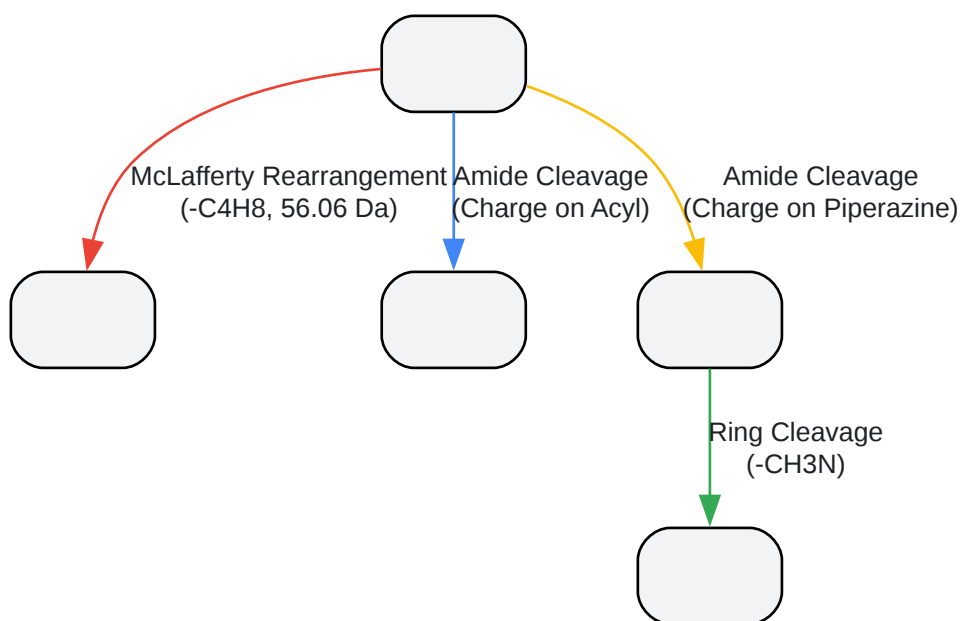 McLafferty Rearrangement
(-C4H8, 56.06 Da)
Amide Cleavage
(Charge on Acyl)
Amide Cleavage
(Charge on Piperazine)
Ring Cleavage
(-CH3N)